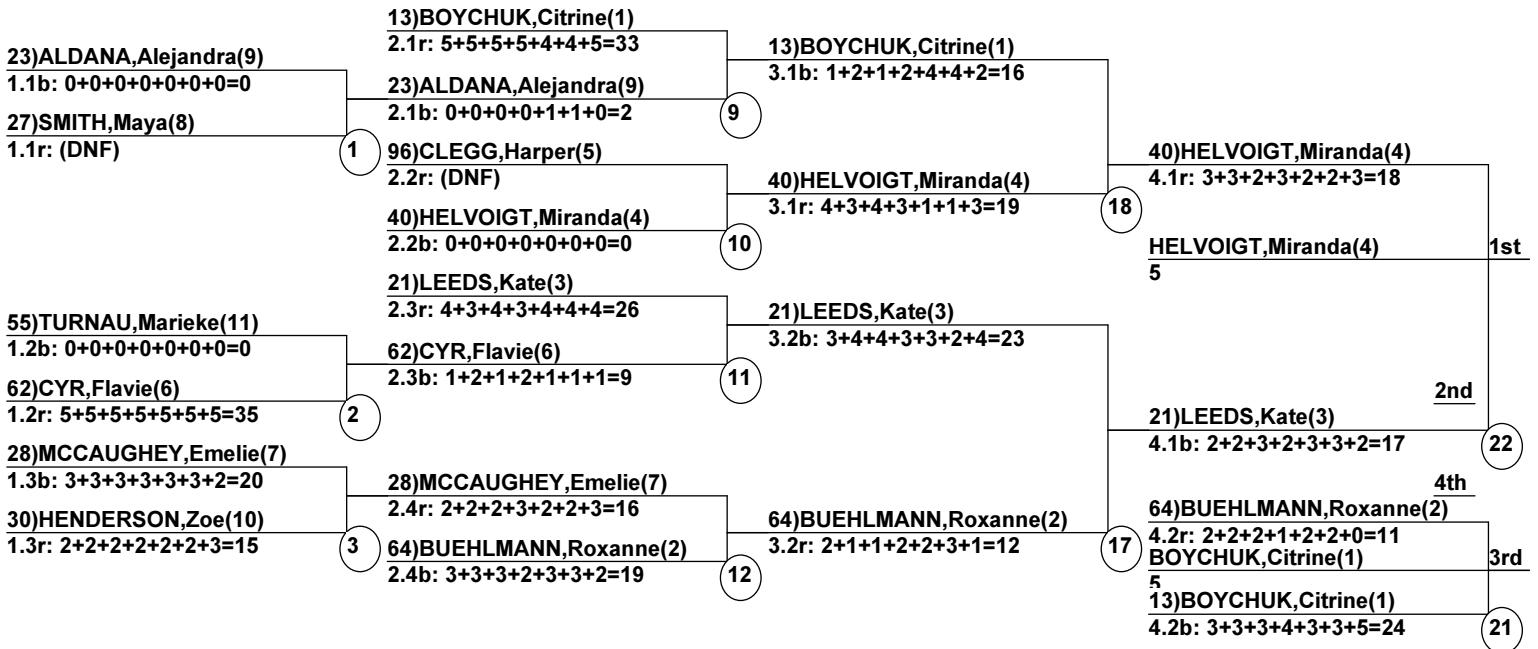 23)ALDANA,Alejandra(9)
1.1b: 0+0+0+0+0+0+0=0
27)SMITH,Maya(8)
1.1r: (DNF)
1
55)TURNAU,Marieke(11)
1.2b: 0+0+0+0+0+0+0=0
62)CYR,Flavie(6)
1.2r: 5+5+5+5+5+5+5=35
2
28)MCCAUGHEY,Emelie(7)
1.3b: 3+3+3+3+3+3+2=20
30)HENDERSON,Zoe(10)
1.3r: 2+2+2+2+2+2+3=15
3
13)BOYCHUK,Citrine(1)
2.1r: 5+5+5+5+4+4+5=33
23)ALDANA,Alejandra(9)
2.1b: 0+0+0+0+1+1+0=2
9
96)CLEGG,Harper(5)
2.2r: (DNF)
40)HELVOIGT,Miranda(4)
2.2b: 0+0+0+0+0+0+0=0
10
21)LEEDS,Kate(3)
2.3r: 4+3+4+3+4+4+4=26
62)CYR,Flavie(6)
2.3b: 1+2+1+2+1+1+1=9
11
28)MCCAUGHEY,Emelie(7)
2.4r: 2+2+2+3+2+2+3=16
64)BUEHLMANN,Roxanne(2)
2.4b: 3+3+3+2+3+3+2=19
12
13)BOYCHUK,Citrine(1)
3.1b: 1+2+1+2+4+4+2=16
40)HELVOIGT,Miranda(4)
3.1r: 4+3+4+3+1+1+3=19
18
21)LEEDS,Kate(3)
3.2b: 3+4+4+3+3+2+4=23
64)BUEHLMANN,Roxanne(2)
3.2r: 2+1+1+2+2+3+1=12
17
40)HELVOIGT,Miranda(4)
4.1r: 3+3+2+3+2+2+3=18
HELVOIGT,Miranda(4)
1st
5
2nd
21)LEEDS,Kate(3)
4.1b: 2+2+3+2+3+3+2=17
22
4th
64)BUEHLMANN,Roxanne(2)
4.2r: 2+2+2+1+2+2+0=11
BOYCHUK,Citrine(1)
3rd
5
13)BOYCHUK,Citrine(1)
4.2b: 3+3+3+4+3+3+5=24
21